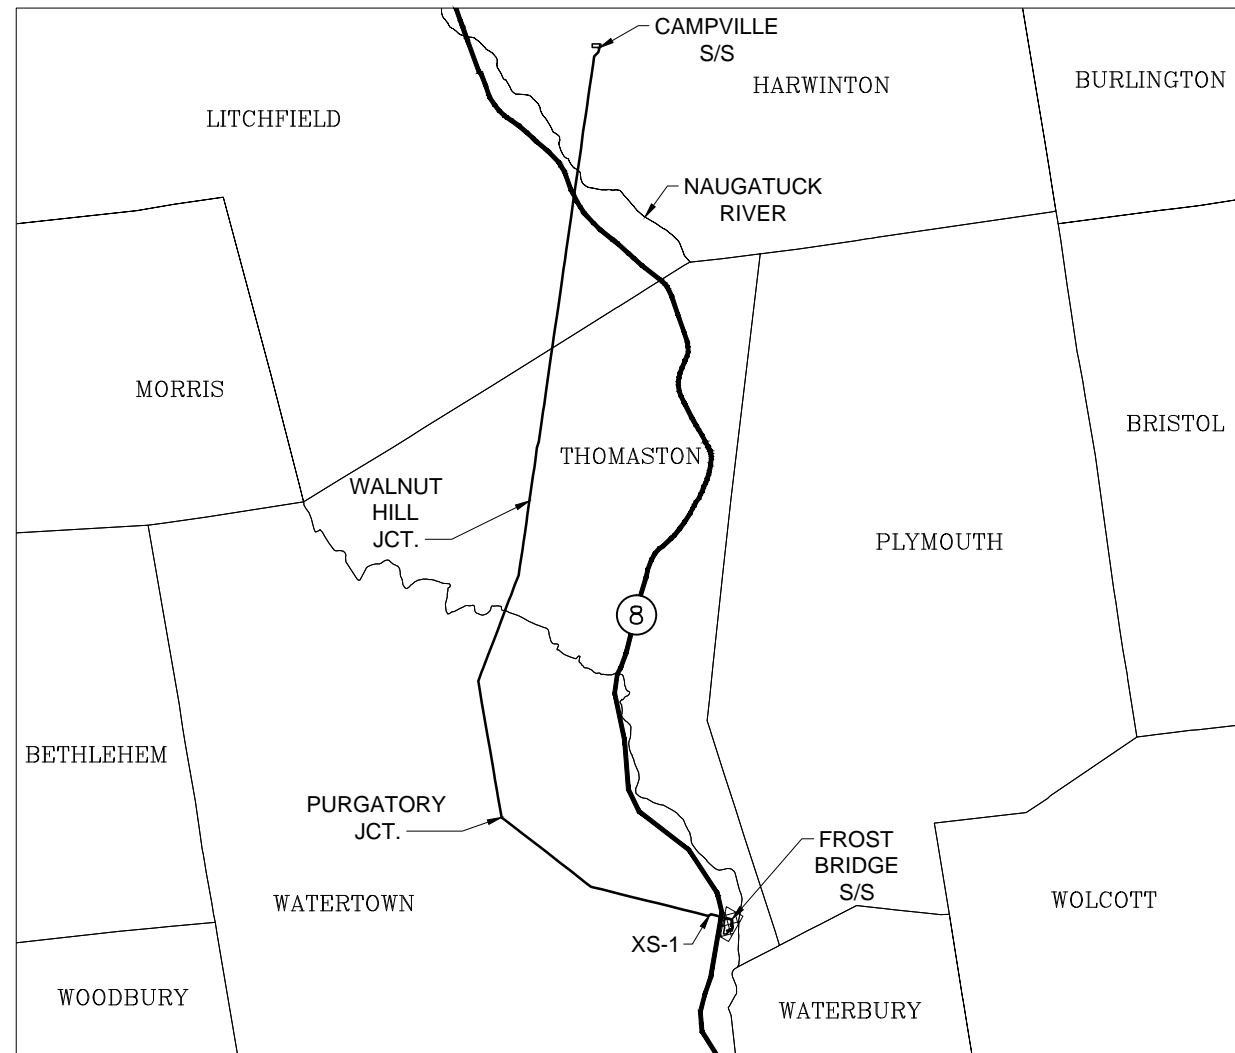 CAMPVILLE
S/S
HARWINTON
BURLINGTON
LITCHFIELD
NAUGATUCK
RIVER
MORRIS
BRISTOL
THOMASTON
WALNUT
HILL
JCT.
PLYMOUTH
8
BETHLEHEM
PURGATORY
JCT.
FROST
BRIDGE
S/S
WATERTOWN
WOLCOTT
XS-1
WOODBURY
WATERBURY